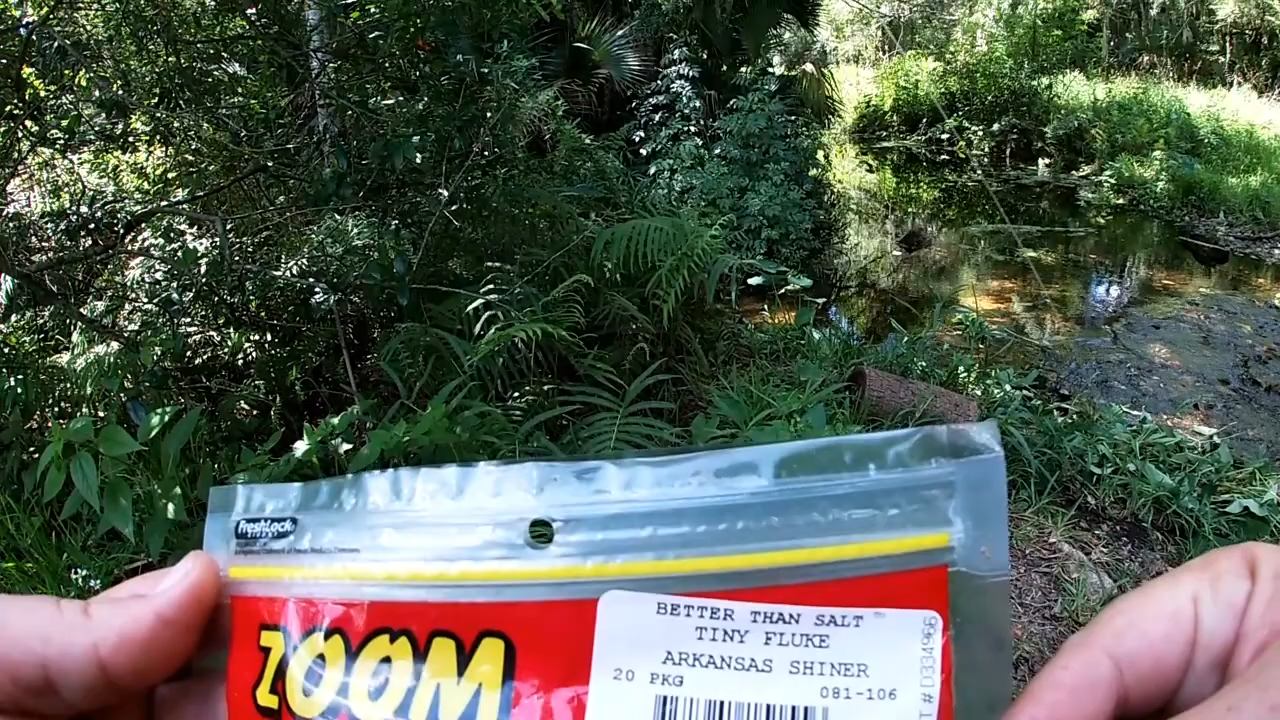 FreshLock
ZOOM
BETTER THAN SALT
TINY FLUKE
ARKANSAS SHINER
20 PKG 081-106
T # D334966